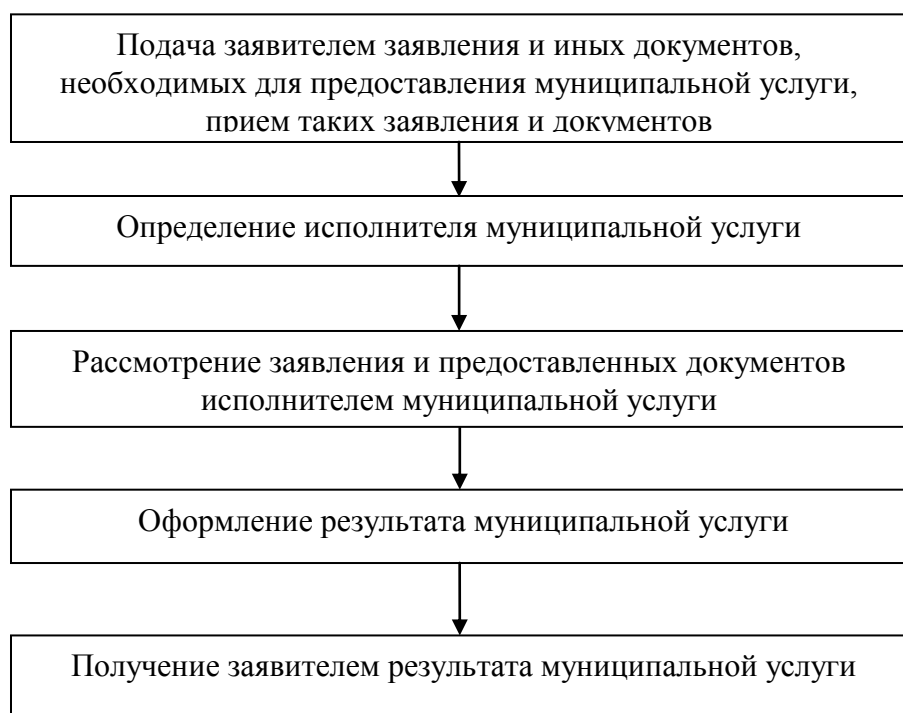 Подача заявителем заявления и иных документов,
необходимых для предоставления муниципальной услуги,
прием таких заявления и документов
Определение исполнителя муниципальной услуги
Рассмотрение заявления и предоставленных документов
исполнителем муниципальной услуги
Оформление результата муниципальной услуги
Получение заявителем результата муниципальной услуги